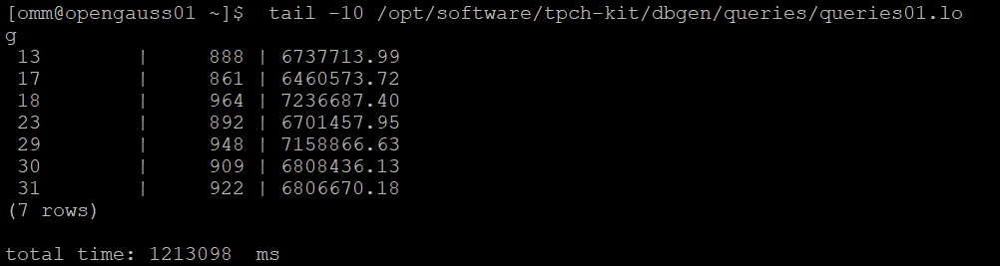 [omm@opengauss01 ~]$  tail -10 /opt/software/tpch-kit/dbgen/queries/queries01.lo
g
 13         |      888 | 6737713.99
 17         |      861 | 6460573.72
 18         |      964 | 7236687.40
 23         |      892 | 6701457.95
 29         |      948 | 7158866.63
 30         |      909 | 6808436.13
 31         |      922 | 6806670.18
(7 rows)

total time: 1213098  ms